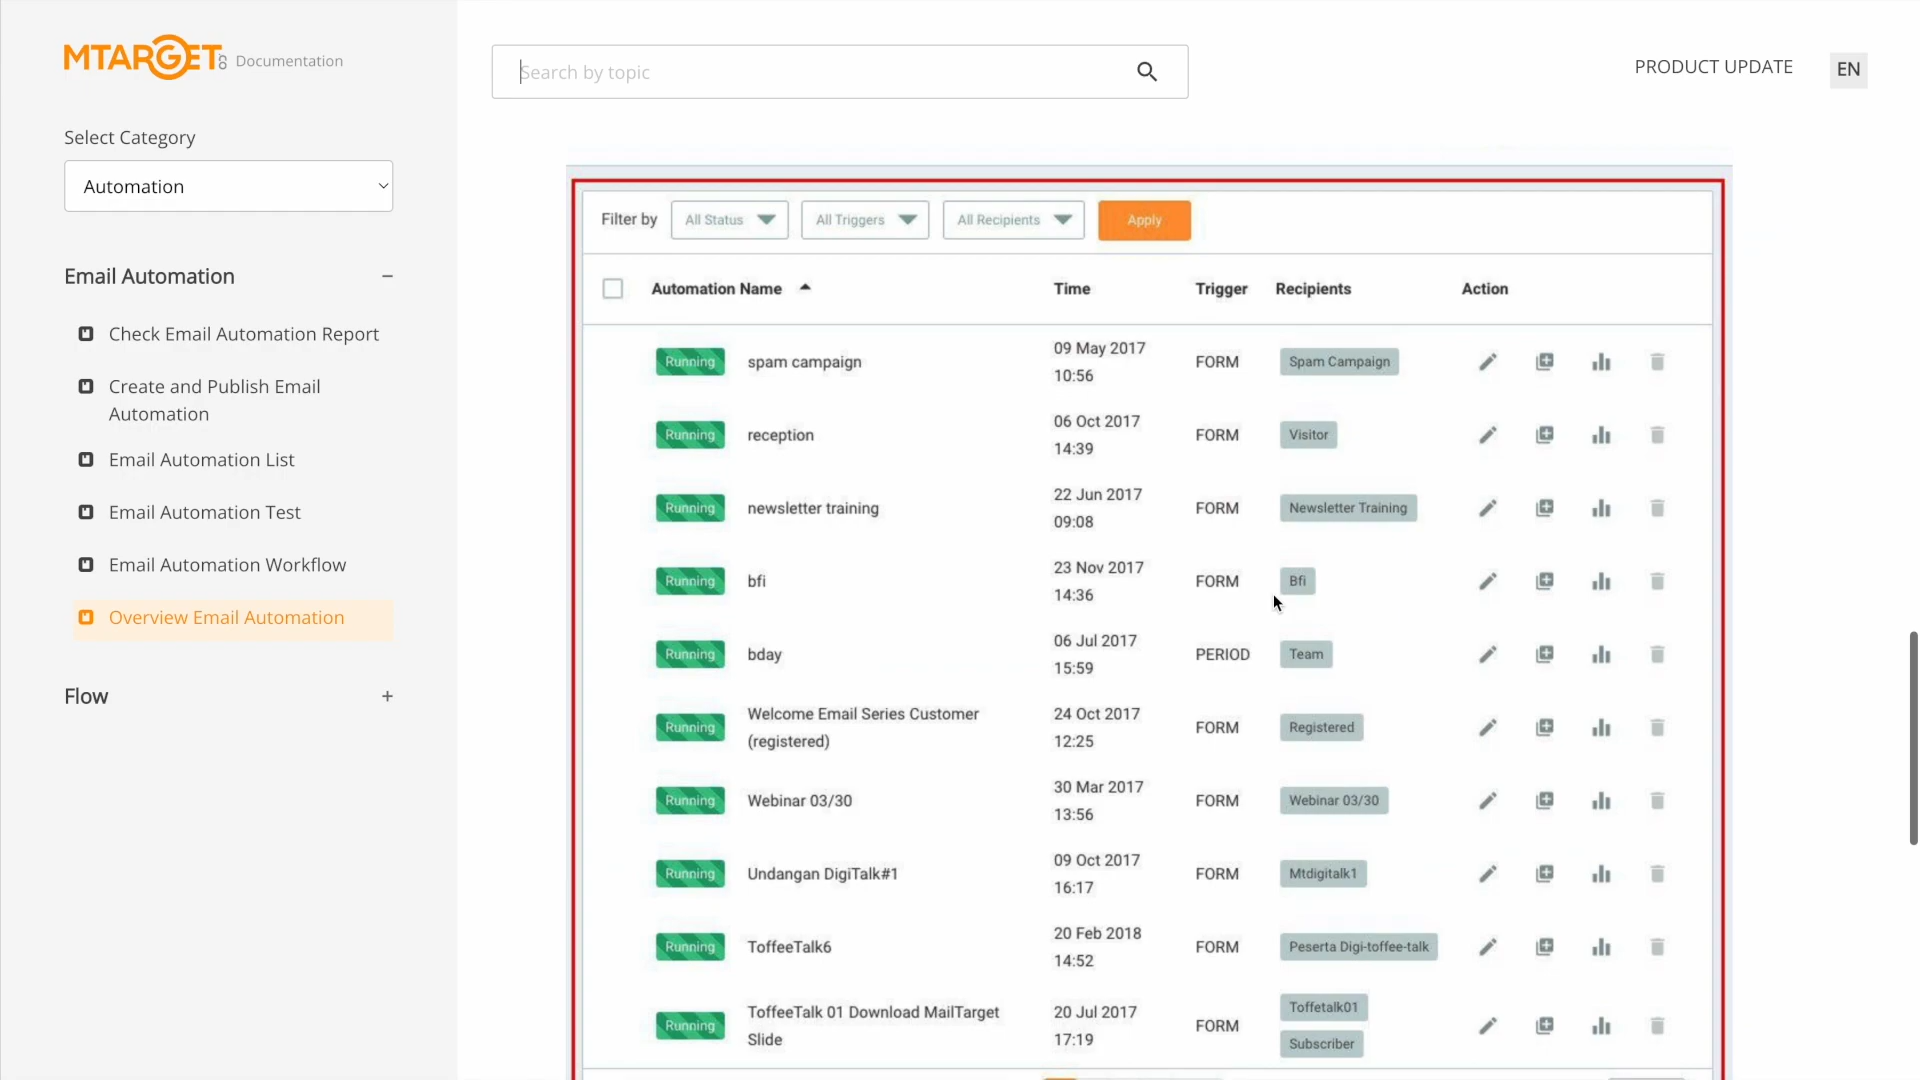 MTARGET.co Documentation
Search by topic
PRODUCT UPDATE
EN
Select Category
Automation
Email Automation
Check Email Automation Report
Create and Publish Email
Automation
Email Automation List
Email Automation Test
Email Automation Workflow
Overview Email Automation
Flow
Filter by All Status All Triggers All Recipients Apply
Automation Name Time Trigger Recipients Action
Running spam campaign 09 May 2017 10:56 FORM Spam Campaign
Running reception 06 Oct 2017 14:39 FORM Visitor
Running newsletter training 22 Jun 2017 09:08 FORM Newsletter Training
Running bfi 23 Nov 2017 14:36 FORM Bfi
Running bday 06 Jul 2017 15:59 PERIOD Team
Running Welcome Email Series Customer (registered) 24 Oct 2017 12:25 FORM Registered
Running Webinar 03/30 30 Mar 2017 13:56 FORM Webinar 03/30
Running Undangan DigiTalk#1 09 Oct 2017 16:17 FORM Mtdigitalk1
Running ToffeeTalk6 20 Feb 2018 14:52 FORM Peserta Digi-toffee-talk
Running ToffeeTalk 01 Download MailTarget Slide 20 Jul 2017 17:19 FORM Toffetalk01 Subscriber